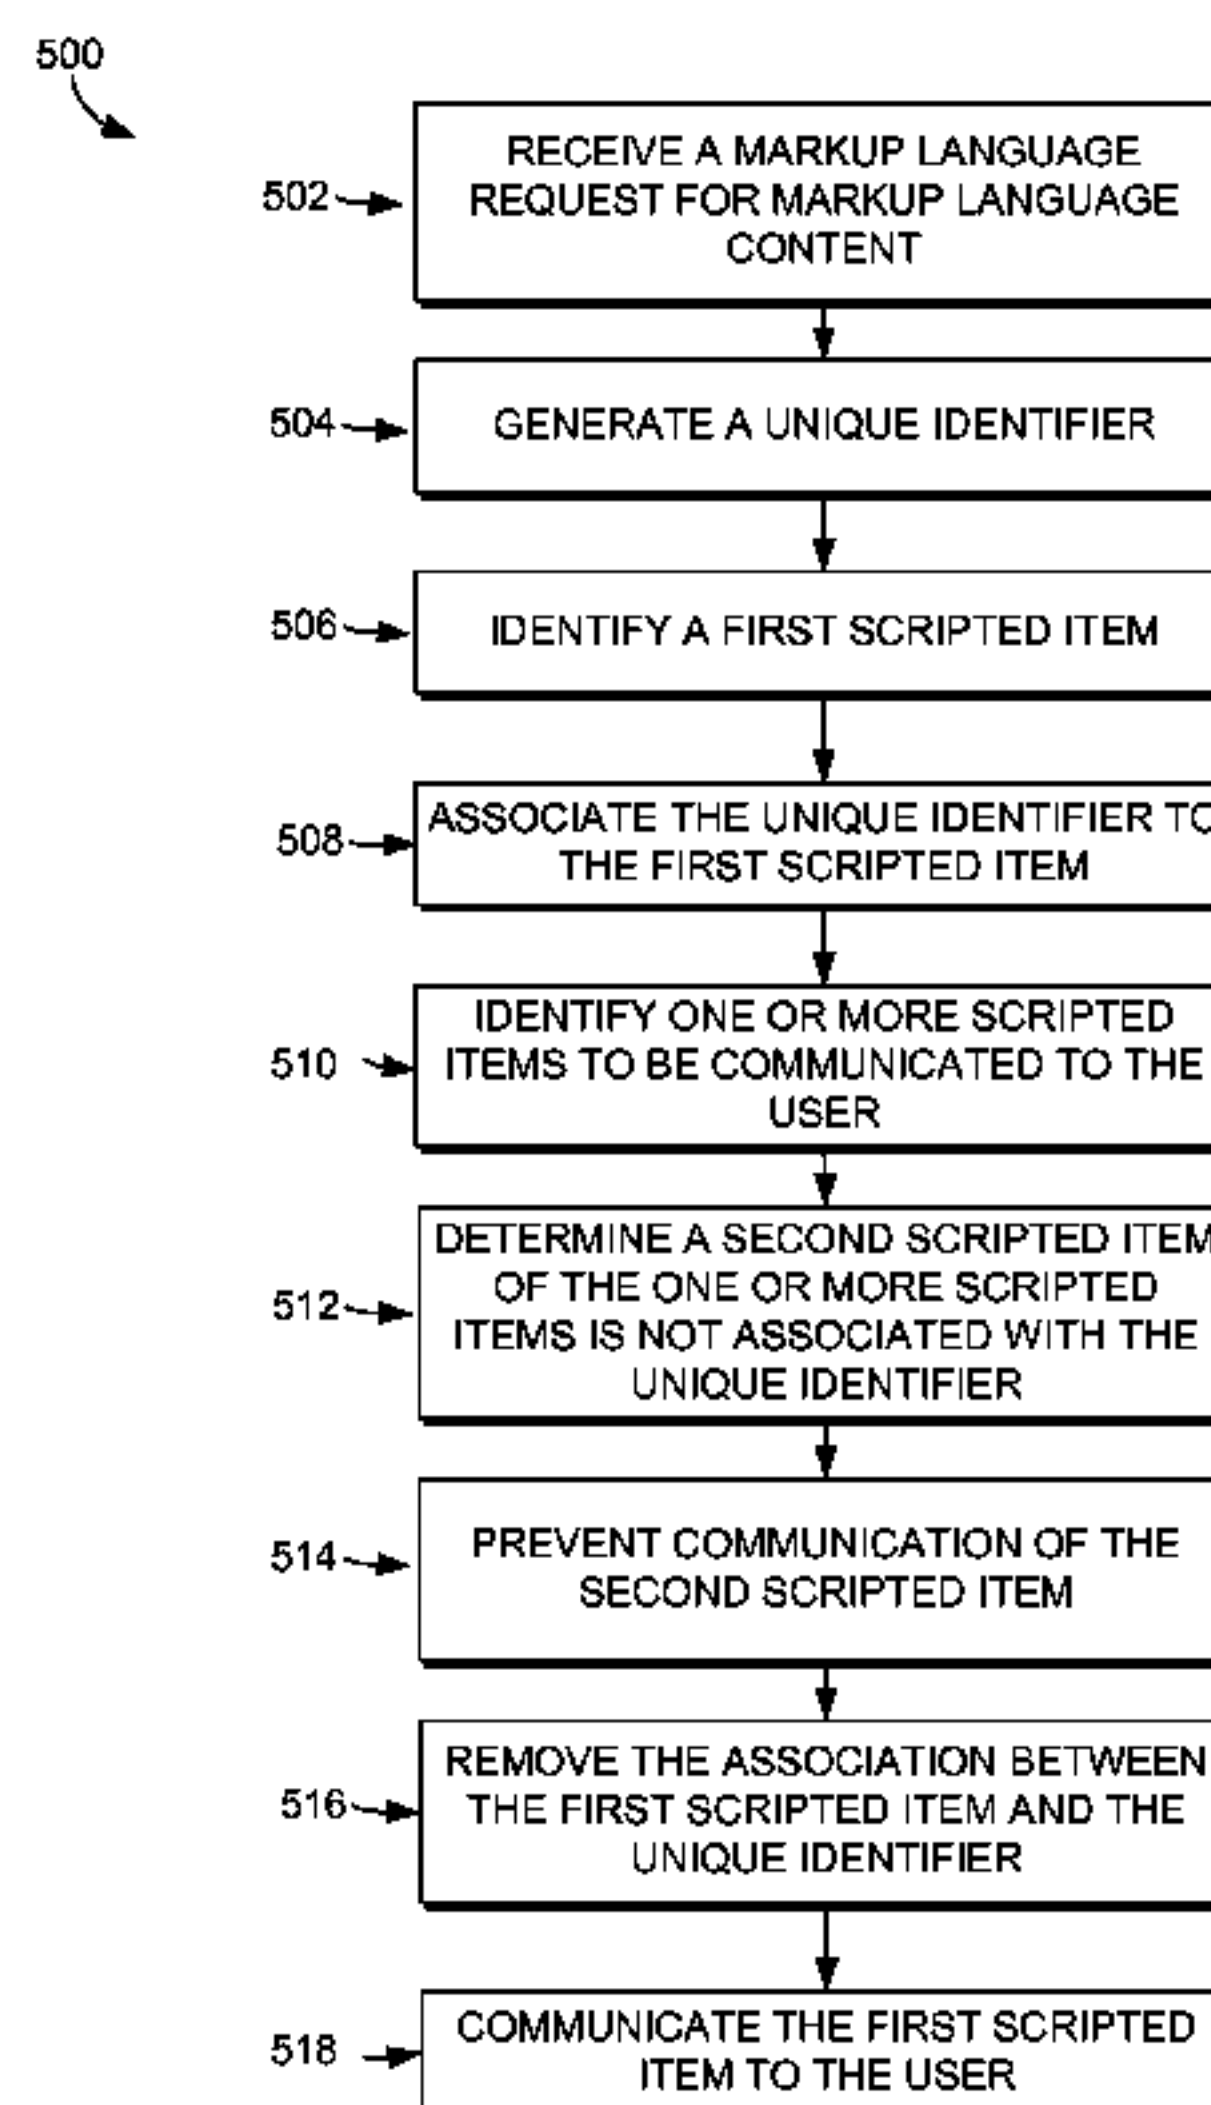 500
502
RECEIVE A MARKUP LANGUAGE
REQUEST FOR MARKUP LANGUAGE
CONTENT
504
GENERATE A UNIQUE IDENTIFIER
506
IDENTIFY A FIRST SCRIPTED ITEM
508
ASSOCIATE THE UNIQUE IDENTIFIER TO
THE FIRST SCRIPTED ITEM
510
IDENTIFY ONE OR MORE SCRIPTED
ITEMS TO BE COMMUNICATED TO THE
USER
512
DETERMINE A SECOND SCRIPTED ITEM
OF THE ONE OR MORE SCRIPTED
ITEMS IS NOT ASSOCIATED WITH THE
UNIQUE IDENTIFIER
514
PREVENT COMMUNICATION OF THE
SECOND SCRIPTED ITEM
516
REMOVE THE ASSOCIATION BETWEEN
THE FIRST SCRIPTED ITEM AND THE
UNIQUE IDENTIFIER
518
COMMUNICATE THE FIRST SCRIPTED
ITEM TO THE USER